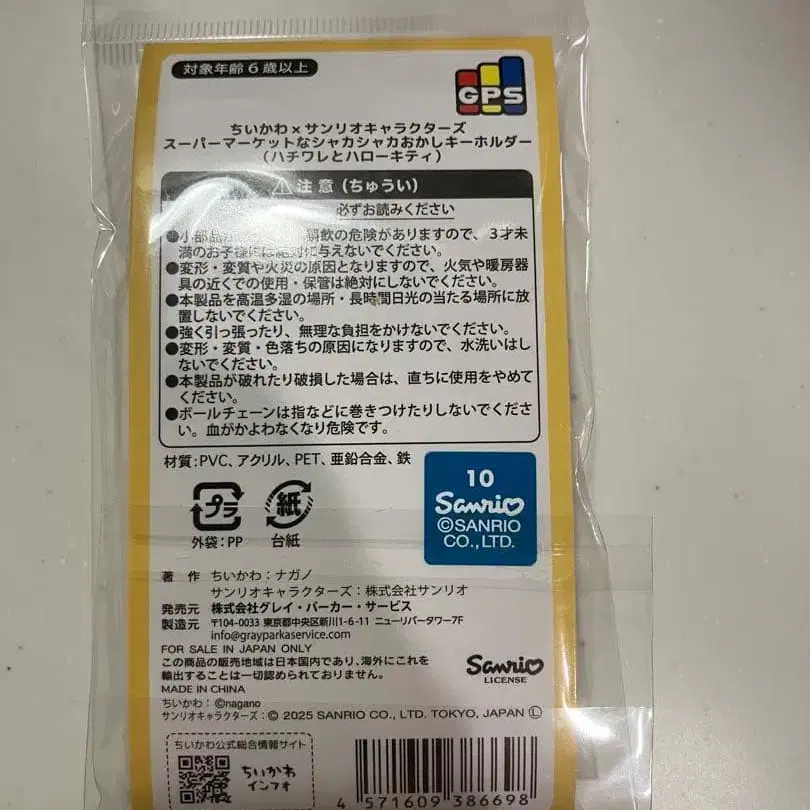 対象年齢6歳以上
GPS
ちいかわ×サンリオキャラクターズ
スーパーマーケットなシャカシャカおかしキーホルダー
(ハチワレとハローキティ)
注意(ちゅうい)
必ずお読みください
●小部品が 誤飲の危険がありますので、3才未
満のお子様には絶対に与えないでください。
●変形・変質や火災の原因となりますので、火気や暖房器
具の近くでの使用・保管は絶対にしないでください。
●本製品を高温多湿の場所・長時間日光の当たる場所に放
置しないでください。
●強く引っ張ったり、無理な負担をかけないでください。
●変形・変質・色落ちの原因になりますので、水洗いはし
ないでください。
●本製品が破れたり破損した場合は、直ちに使用をやめて
ください。
●ボールチェーンは指などに巻きつけたりしないでくださ
い。血がかよわなくなり危険です。
材質:PVC、アクリル、PET、亜鉛合金、鉄
プラ
外袋:PP
紙
台紙
10
Sanrio
©SANRIO
CO.,LTD.
著 作 ちいかわ:ナガノ
サンリオキャラクターズ:株式会社サンリオ
発売元 株式会社グレイ・パーカー・サービス
製造元 〒104-0033 東京都中央区新川1-6-11 ニューリバータワー7F
info@grayparkaservice.com
FOR SALE IN JAPAN ONLY
この商品の販売地域は日本国内であり、海外にこれを
輸出することは一切認められておりません。
MADE IN CHINA
Sanrio
LICENSE
ちいかわ:©nagano
サンリオキャラクターズ:© 2025 SANRIO CO., LTD. TOKYO, JAPAN Ⓛ
ちいかわ公式総合情報サイト
ちいかわ
インフォ
4 571609 386698